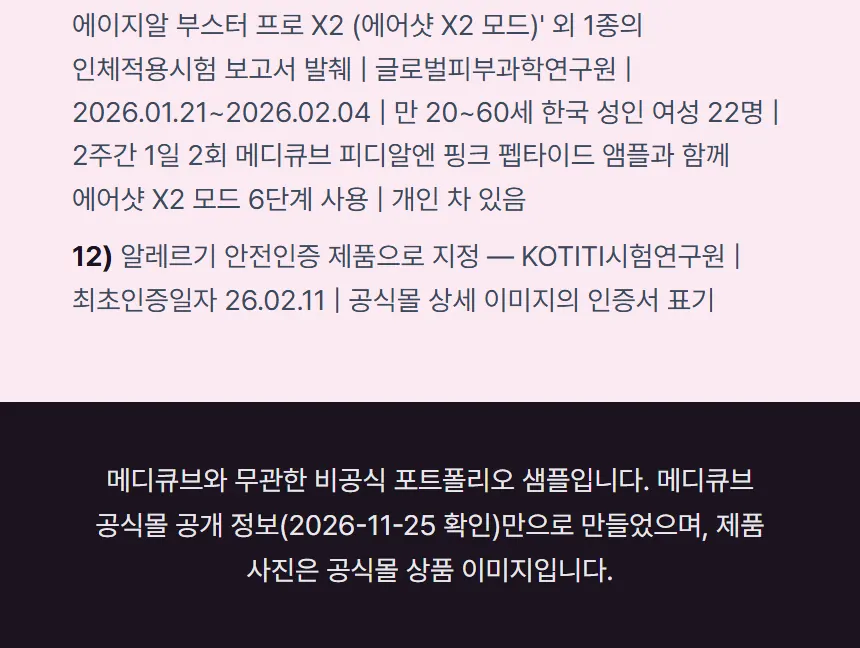 에이지알 부스터 프로 X2 (에어샷 X2 모드)' 외 1종의
인체적용시험 보고서 발췌 | 글로벌피부과학연구원 |
2026.01.21~2026.02.04 | 만 20~60세 한국 성인 여성 22명 |
2주간 1일 2회 메디큐브 피디알엔 핑크 펩타이드 앰플과 함께
에어샷 X2 모드 6단계 사용 | 개인 차 있음
12) 알레르기 안전인증 제품으로 지정 — KOTITI시험연구원 |
최초인증일자 26.02.11 | 공식몰 상세 이미지의 인증서 표기
메디큐브와 무관한 비공식 포트폴리오 샘플입니다. 메디큐브
공식몰 공개 정보(2026-11-25 확인)만으로 만들었으며, 제품
사진은 공식몰 상품 이미지입니다.